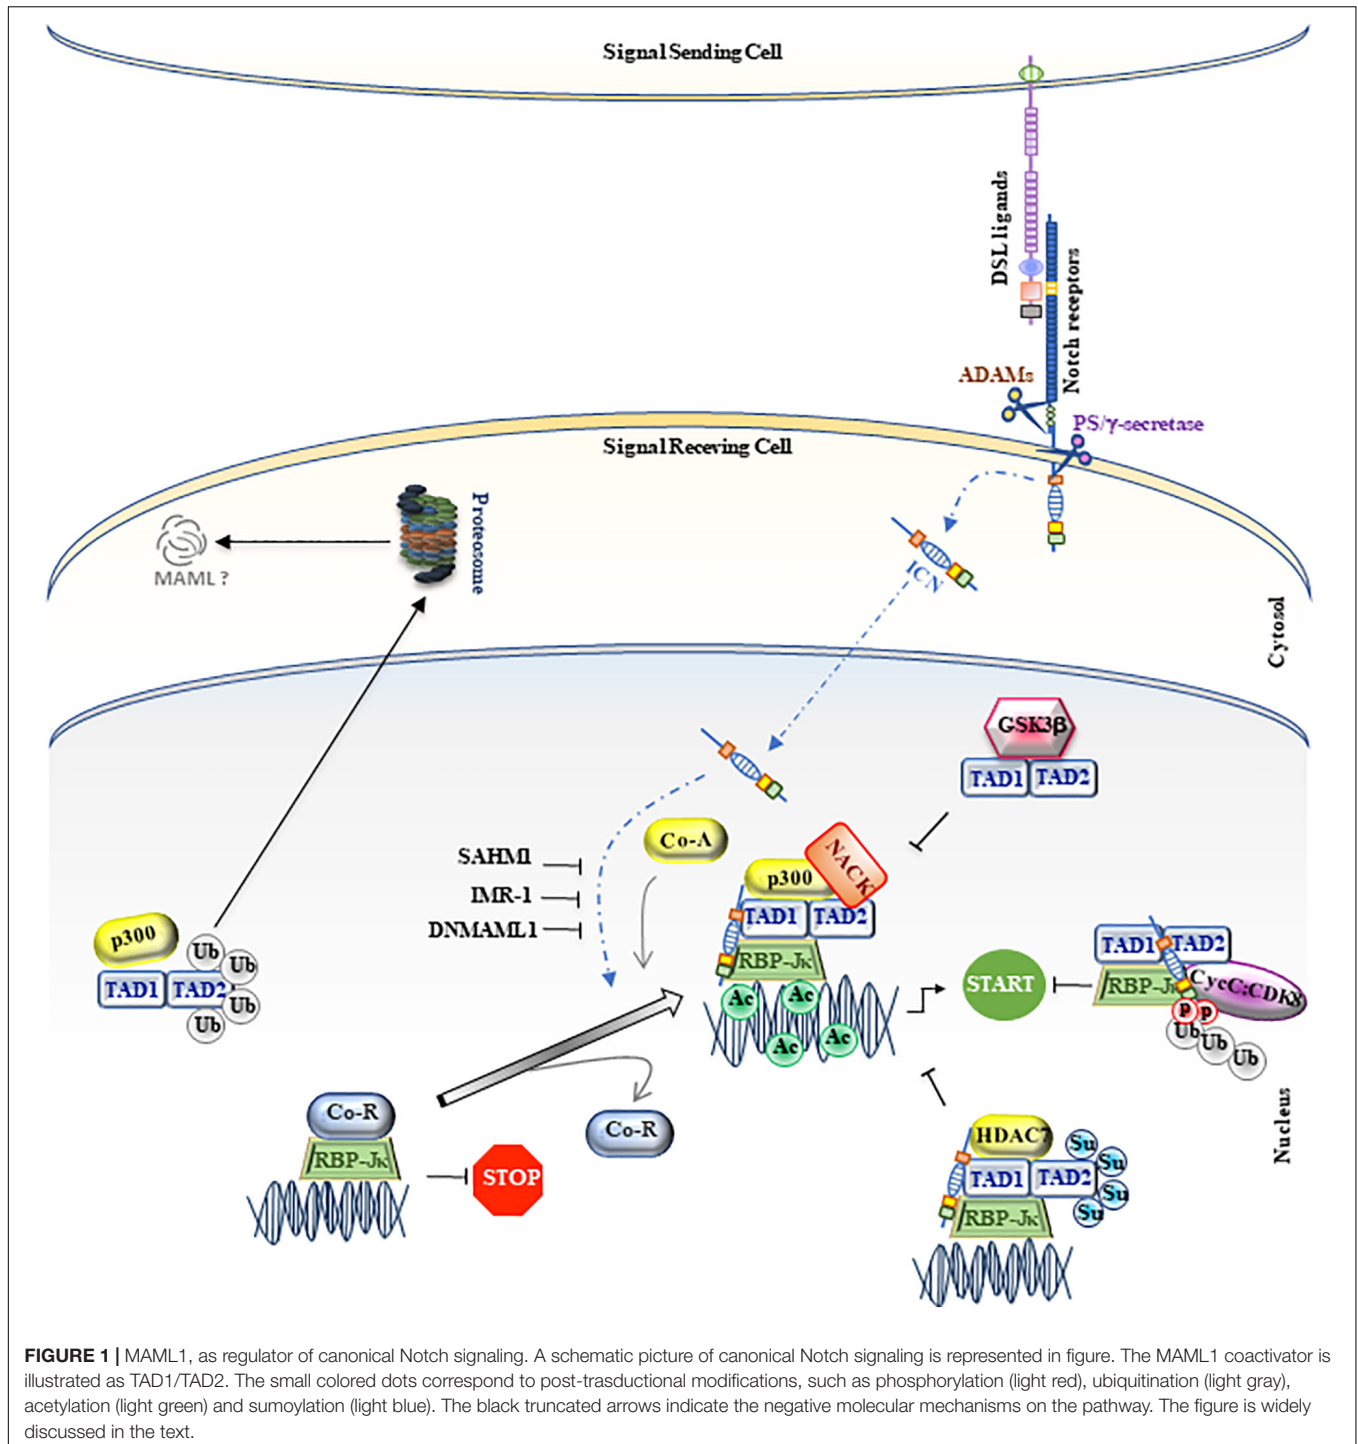 Signal Sending Cell
DSL ligands
Notch receptors
ADAMs
PS/γ-secretase
Signal Receving Cell
Proteosome
MAML ?
ICN
Cytosol
GSK3β
TAD1 TAD2
Co-A
NACK
SAHM1
p300
IMR-1
TAD1 TAD2
DNMAML1
RBP-Jκ
p300
Ub
Ub
TAD1 TAD2
Ub
Ub
Ac Ac
Ac Ac
START
TAD1 TAD2
RBP-Jκ CycC:CDK8
P P
Ub
Ub
Ub
Co-R
RBP-Jκ
STOP
Co-R
HDAC7
Su
Su
TAD1 TAD2
Su
Su
RBP-Jκ
Nucleus
FIGURE 1 | MAML1, as regulator of canonical Notch signaling. A schematic picture of canonical Notch signaling is represented in figure. The MAML1 coactivator is
illustrated as TAD1/TAD2. The small colored dots correspond to post-trasductional modifications, such as phosphorylation (light red), ubiquitination (light gray),
acetylation (light green) and sumoylation (light blue). The black truncated arrows indicate the negative molecular mechanisms on the pathway. The figure is widely
discussed in the text.